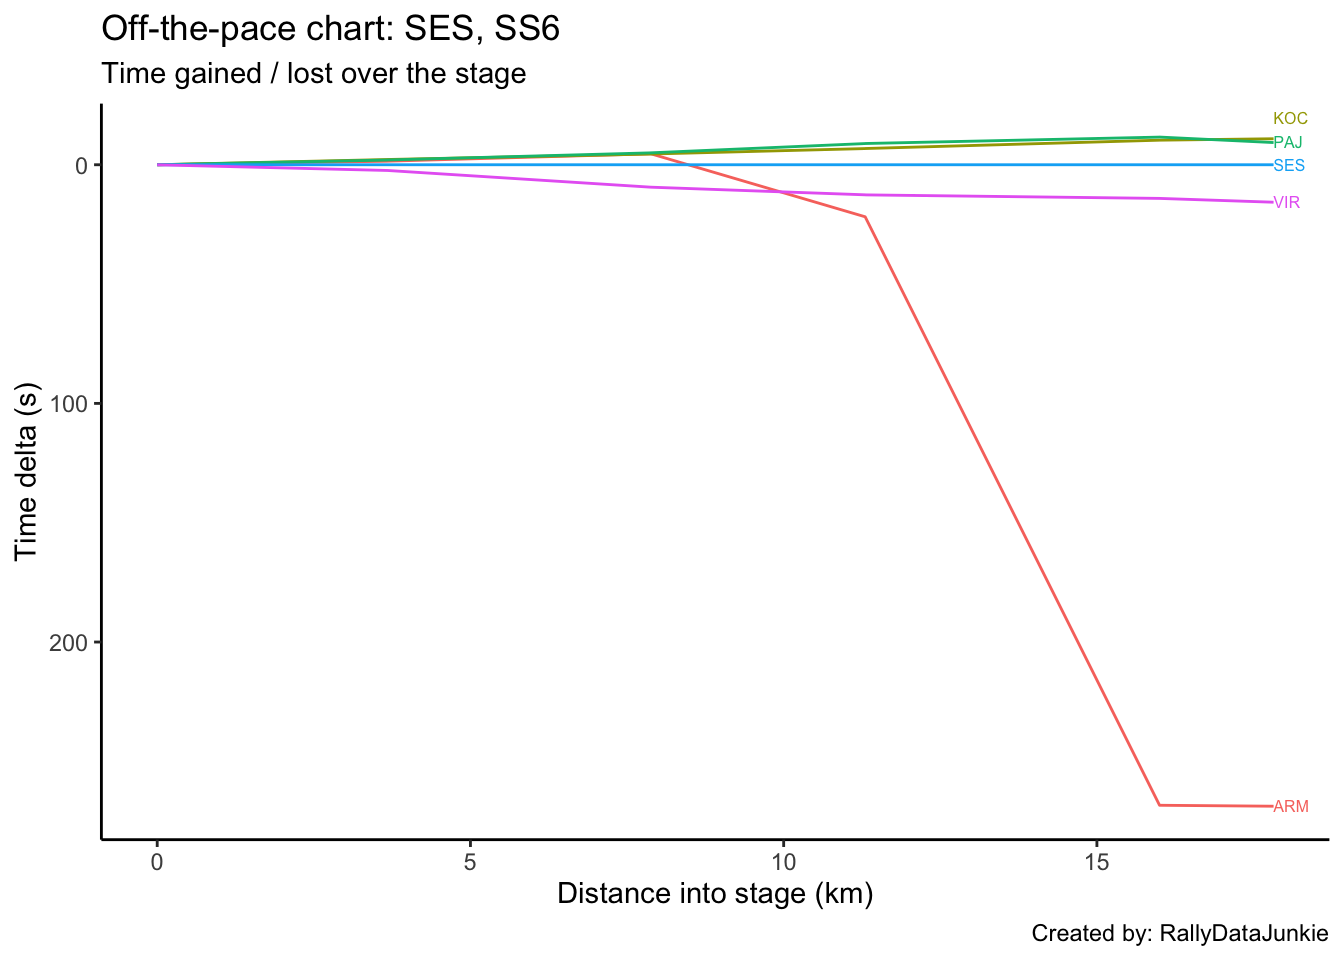 Off-the-pace chart: SES, SS6
Time gained / lost over the stage
KOC
PAJ
SES
VIR
ARM
0
100
200
Time delta (s)
0 5 10 15
Distance into stage (km)
Created by: RallyDataJunkie